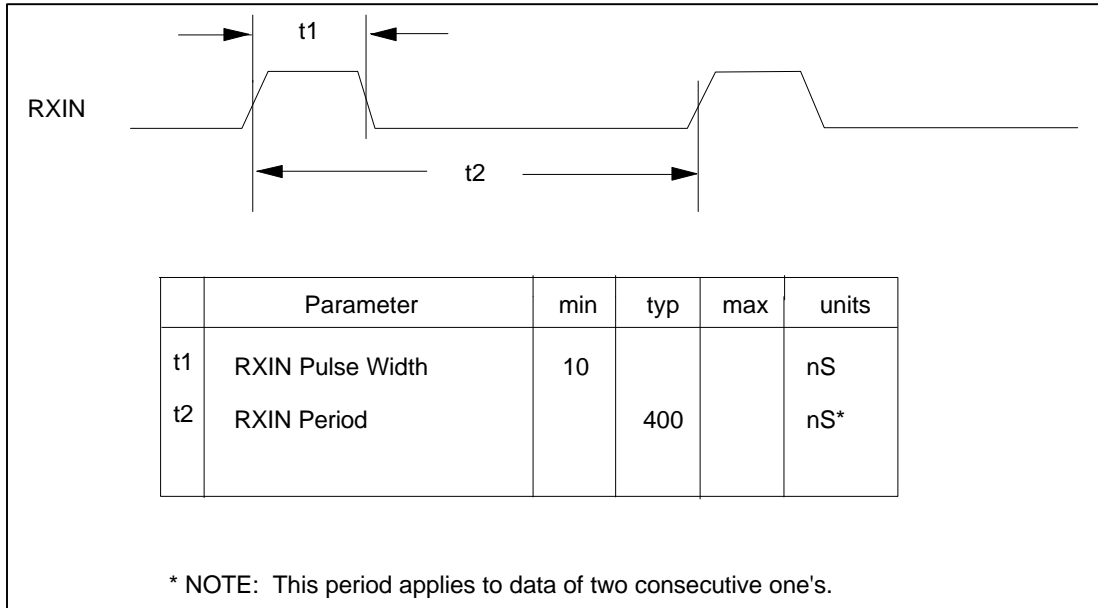 t1
RXIN
t2
Parameter min typ max units
t1 RXIN Pulse Width 10 nS
t2 RXIN Period 400 nS*
* NOTE: This period applies to data of two consecutive one's.